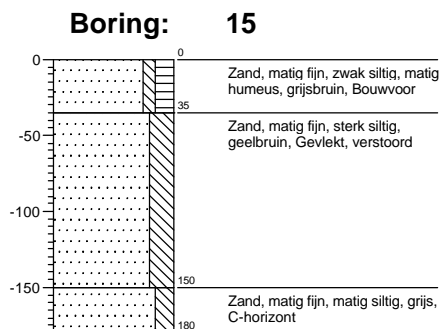 Boring: 15
0
0
Zand, matig fijn, zwak siltig, matig
humeus, grijsbruin, Bouwvoor
35
Zand, matig fijn, sterk siltig,
geelbruin, Gevlekt, verstoord
-50
-100
150
-150
Zand, matig fijn, matig siltig, grijs,
C-horizont
180